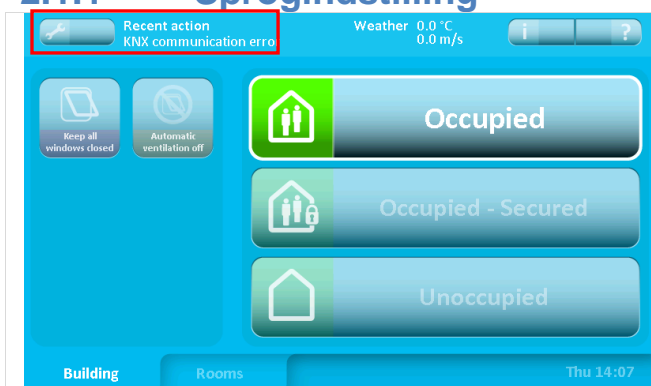 Sprogindstilling
Recent action
KNX communication erro
Weather 0.0 °C
0.0 m/s
i
?
Keep all
windows closed
Automatic
ventilation off
Occupied
Occupied - Secured
Unoccupied
Building
Rooms
Thu 14:07